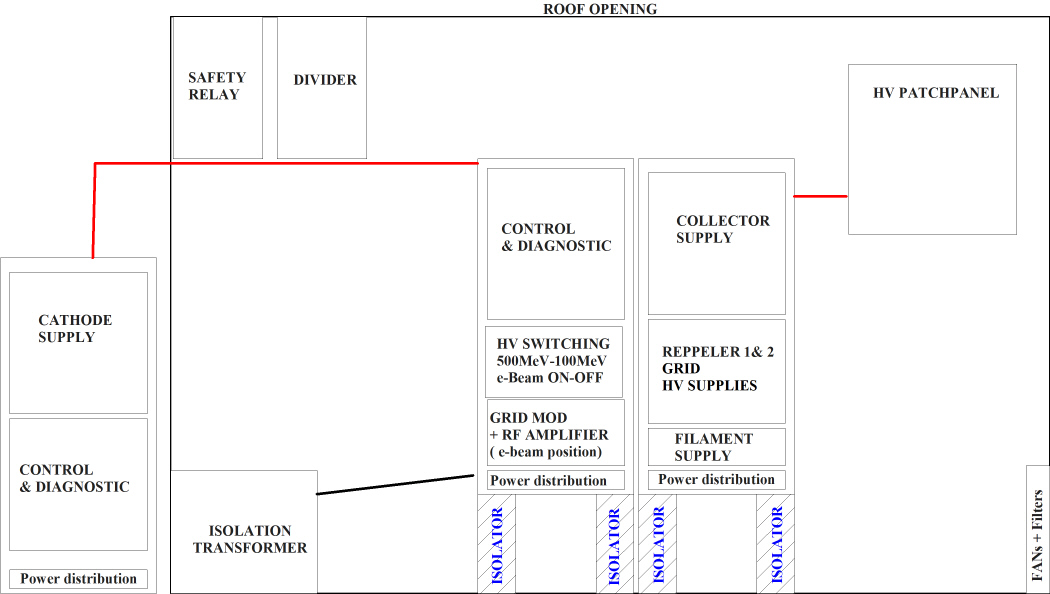 ROOF OPENING
SAFETY
RELAY
DIVIDER
HV PATCHPANEL
CONTROL
& DIAGNOSTIC
COLLECTOR
SUPPLY
CATHODE
SUPPLY
HV SWITCHING
500MeV-100MeV
e-Beam ON-OFF
REPPELER 1& 2
GRID
HV SUPPLIES
GRID MOD
+ RF AMPLIFIER
( e-beam position)
FILAMENT
SUPPLY
CONTROL
& DIAGNOSTIC
Power distribution
Power distribution
ISOLATION
TRANSFORMER
ISOLATOR
ISOLATOR
ISOLATOR
ISOLATOR
FANs + Filters
Power distribution